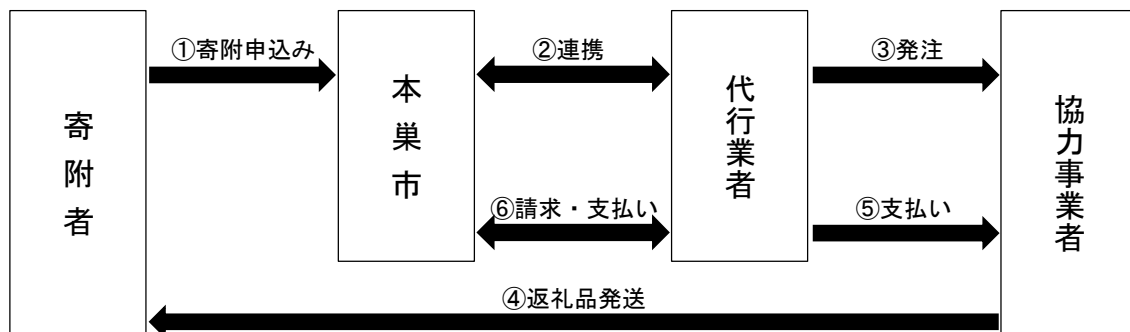 ①寄附申込み
②連携
③発注
寄附者
本巣市
代行業者
協力事業者
⑥請求・支払い
⑤支払い
④返礼品発送